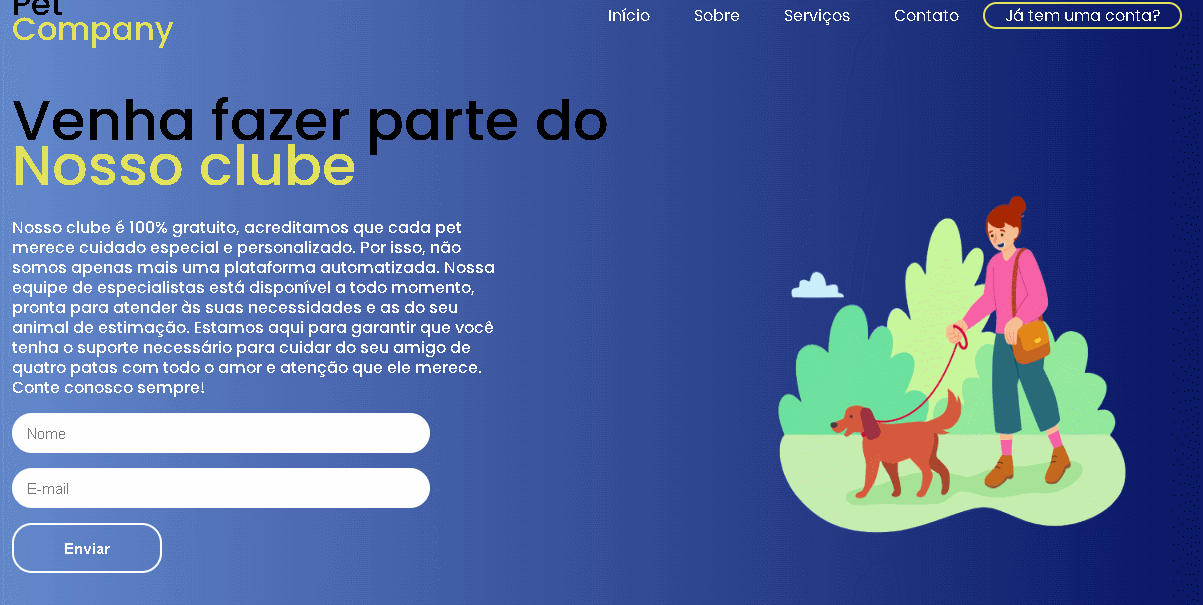 Pet
Company
Início Sobre Serviços Contato Já tem uma conta?
Venha fazer parte do
Nosso clube
Nosso clube é 100% gratuito, acreditamos que cada pet
merece cuidado especial e personalizado. Por isso, não
somos apenas mais uma plataforma automatizada. Nossa
equipe de especialistas está disponível a todo momento,
pronta para atender às suas necessidades e as do seu
animal de estimação. Estamos aqui para garantir que você
tenha o suporte necessário para cuidar do seu amigo de
quatro patas com todo o amor e atenção que ele merece.
Conte conosco sempre!
Nome
E-mail
Enviar